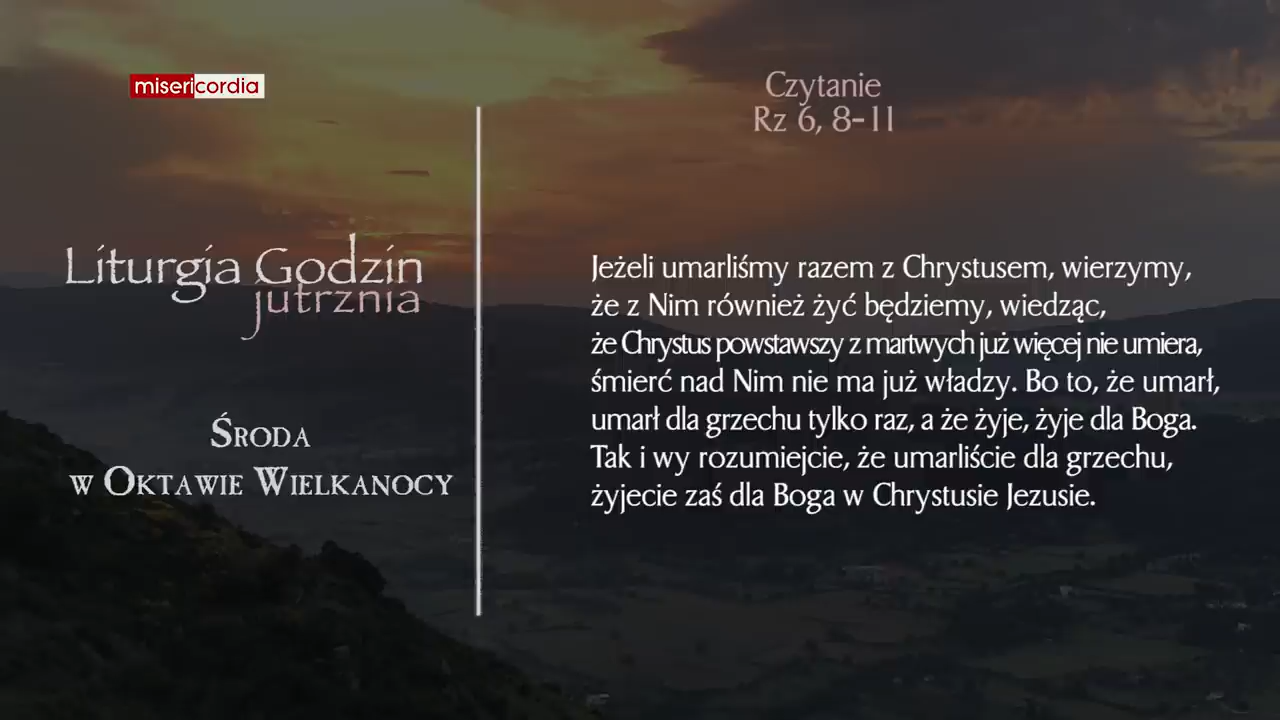 misericordia
Liturgia Godzin
jutrznia
Środa
w Oktawie Wielkanocy
Czytanie
Rz 6, 8-11
Jeżeli umarliśmy razem z Chrystusem, wierzymy,
że z Nim również żyć będziemy, wiedząc,
że Chrystus powstawszy z martwych już więcej nie umiera,
śmierć nad Nim nie ma już władzy. Bo to, że umarł,
umarł dla grzechu tylko raz, a że żyje, żyje dla Boga.
Tak i wy rozumiejcie, że umarliście dla grzechu,
żyjecie zaś dla Boga w Chrystusie Jezusie.